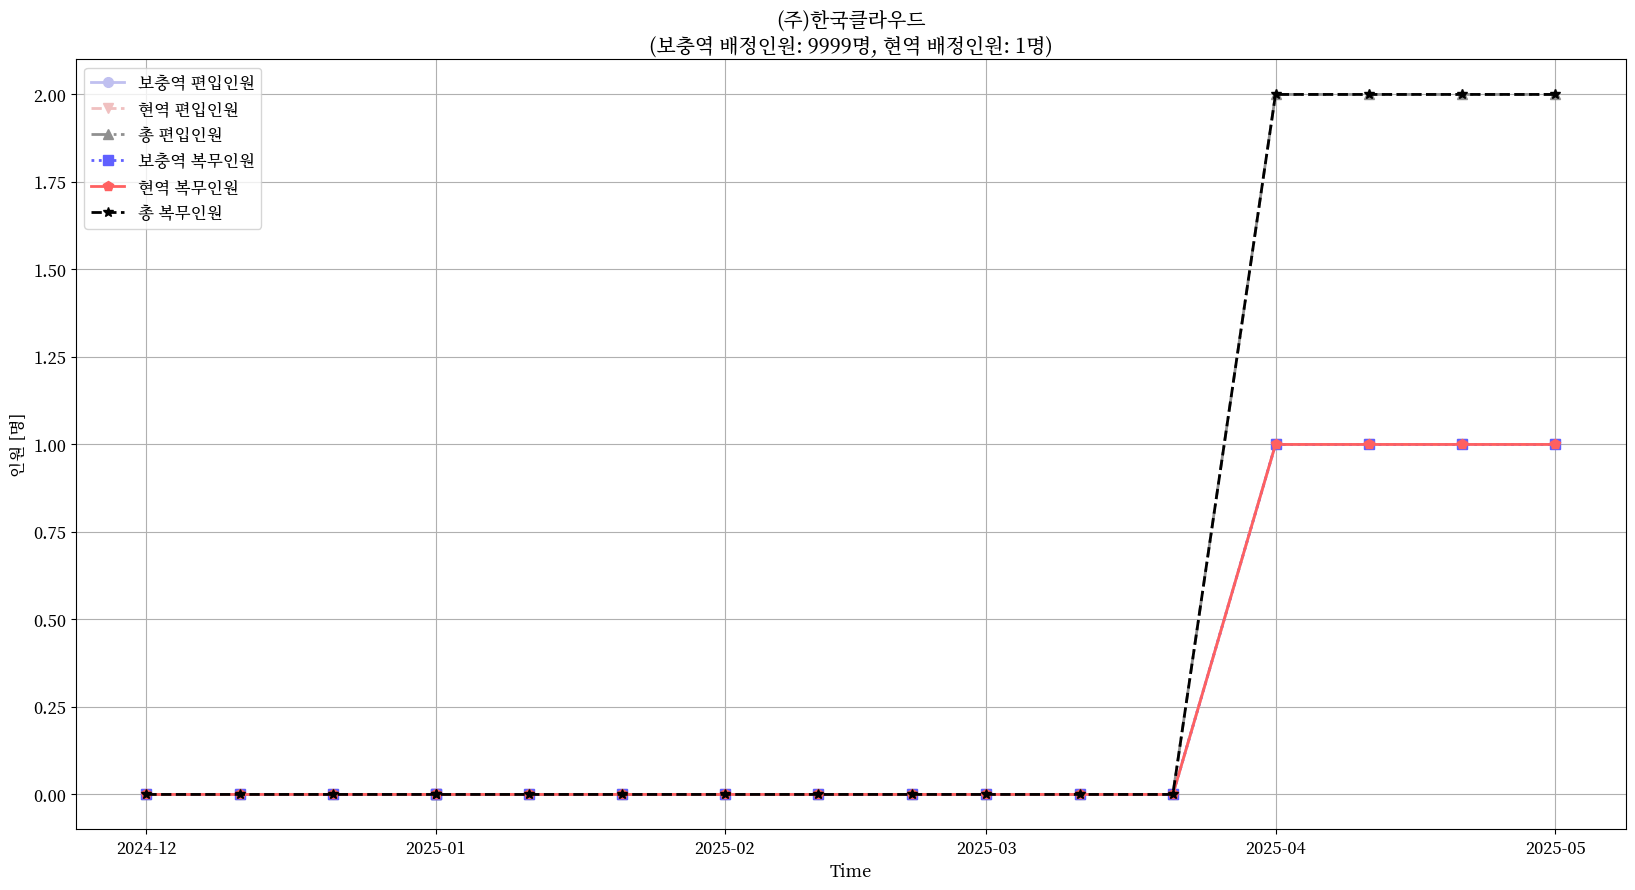 (주)한국클라우드
(보충역 배정인원: 9999명, 현역 배정인원: 1명)
보충역 편입인원
현역 편입인원
총 편입인원
보충역 복무인원
현역 복무인원
총 복무인원
2.00
1.75
1.50
1.25
1.00
0.75
0.50
0.25
0.00
인원 [명]
2024-12 2025-01 2025-02 2025-03 2025-04 2025-05
Time